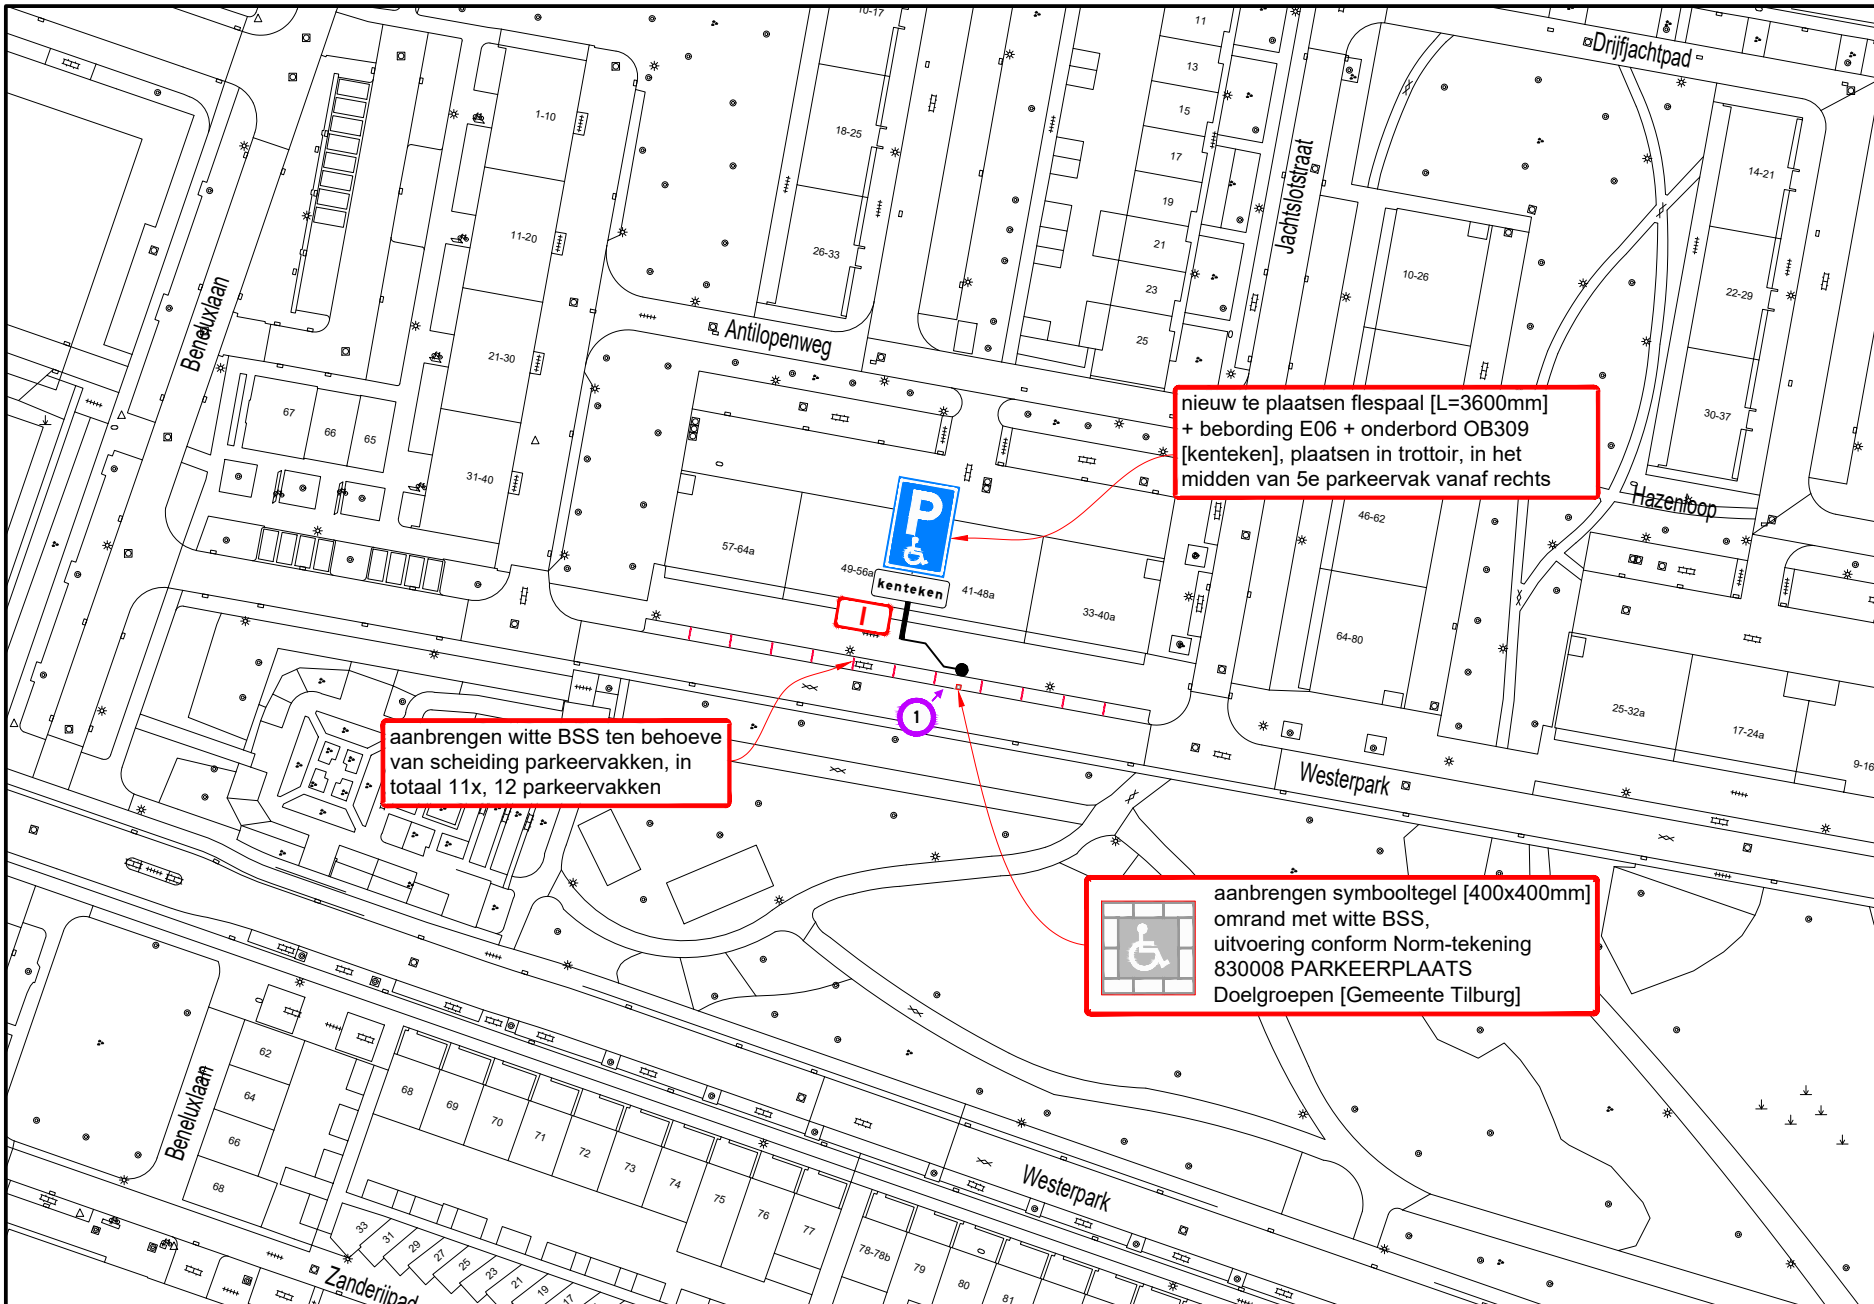 10-17
11
Drijfjachtpad
13
1-10
15
18-25
17
14-21
Jachtslotstraat
19
11-20
21
26-33
10-26
23
22-29
Beneluxlaan
Antilopenweg
25
21-30
nieuw te plaatsen flespaal [L=3600mm]
+ bebording E06 + onderbord OB309
[kenteken], plaatsen in trottoir, in het
midden van 5e parkeervak vanaf rechts
67
66
65
30-37
31-40
P
Hazenloop
46-62
57-64a
49-56a
kenteken
41-48a
33-40a
I
64-80
1
25-32a
17-24a
aanbrengen witte BSS ten behoeve
van scheiding parkeervakken, in
totaal 11x, 12 parkeervakken
Westerpark
9-16
aanbrengen symbooltegel [400x400mm]
omrand met witte BSS,
uitvoering conform Norm-tekening
830008 PARKEERPLAATS
Doelgroepen [Gemeente Tilburg]
62
64
66
68
Beneluxlaan
68
69
70
71
72
73
74
75
76
77
78-78b
79
80
81
Westerpark
33
31
29
27
25
23
21
19
17
Zanderijpad